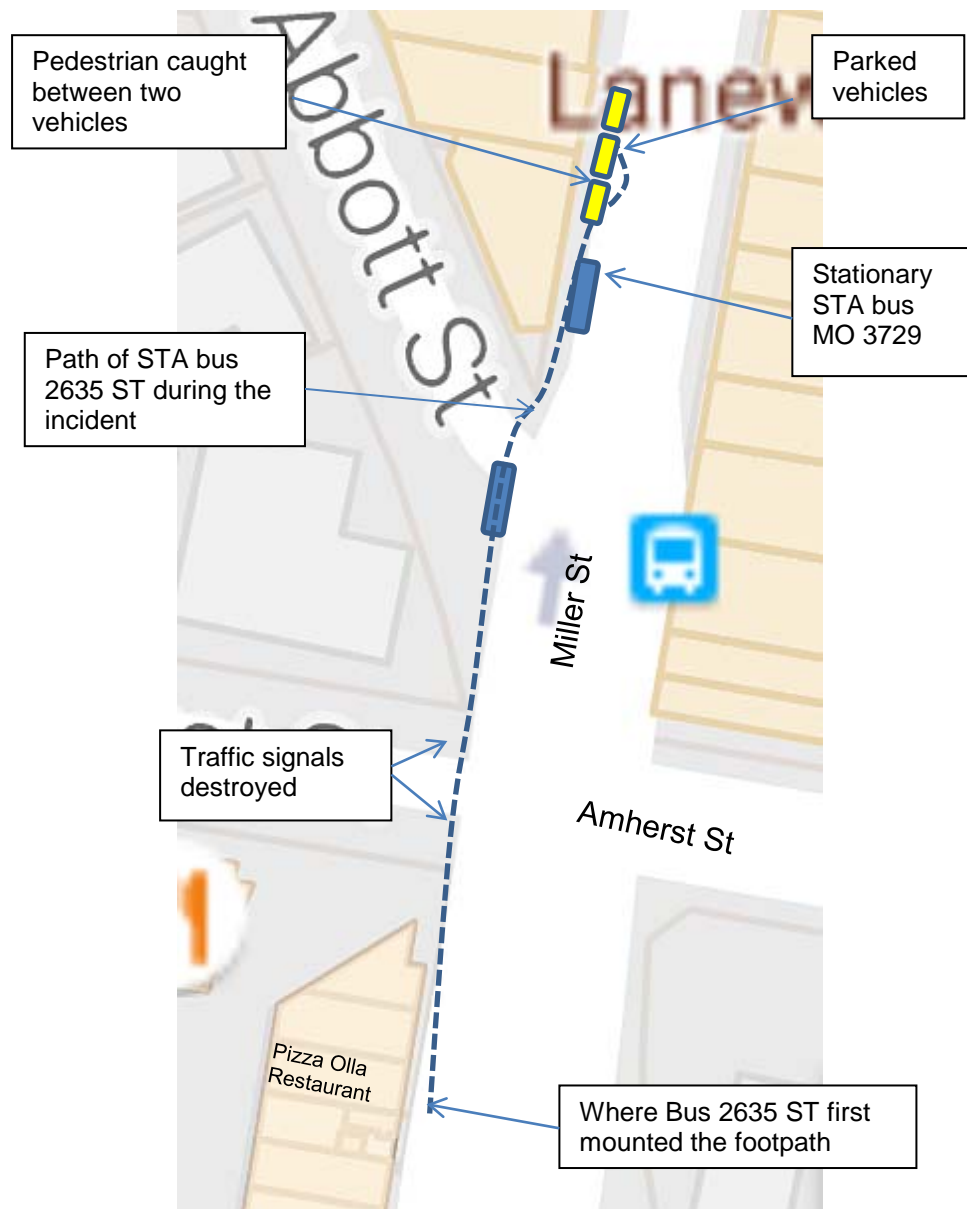 Pedestrian caught
between two
vehicles
Parked
vehicles
Lanew
Abbott St
Stationary
STA bus
MO 3729
Path of STA bus
2635 ST during the
incident
Miller St
Traffic signals
destroyed
Amherst St
Pizza Olla
Restaurant
Where Bus 2635 ST first
mounted the footpath